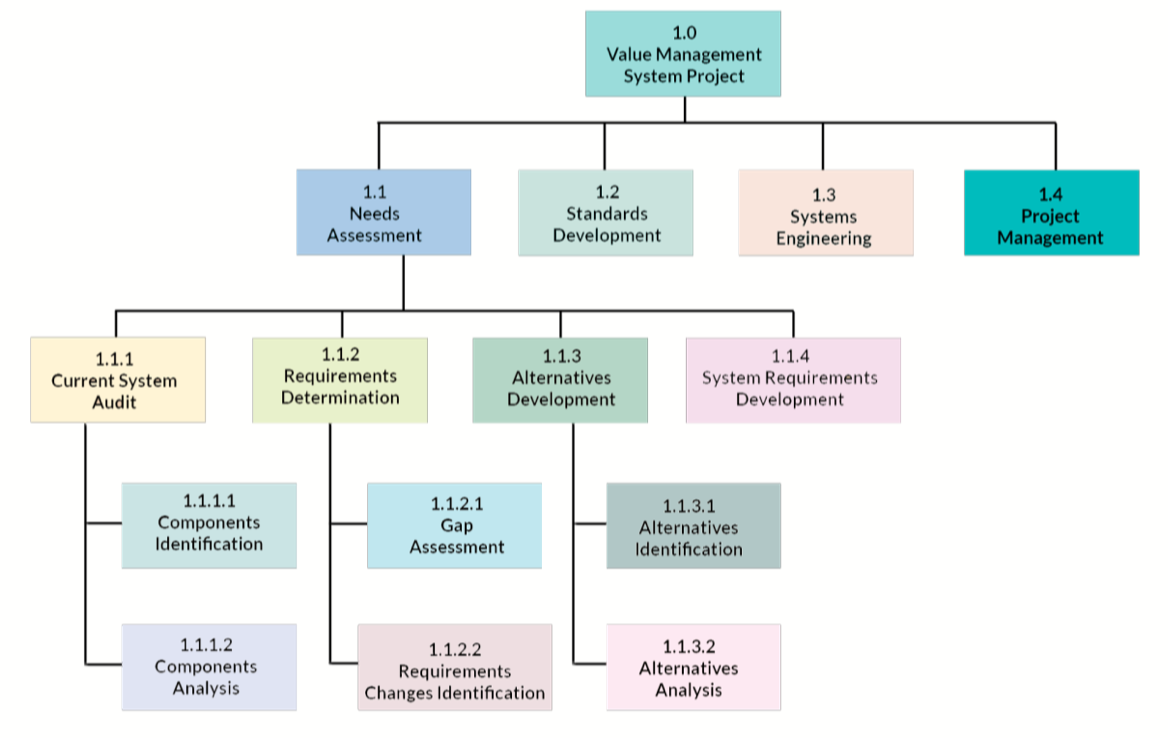 1.0
Value Management
System Project
1.1
Needs
Assessment
1.2
Standards
Development
1.3
Systems
Engineering
1.4
Project
Management
1.1.1
Current System
Audit
1.1.2
Requirements
Determination
1.1.3
Alternatives
Development
1.1.4
System Requirements
Development
1.1.1.1
Components
Identification
1.1.2.1
Gap
Assessment
1.1.3.1
Alternatives
Identification
1.1.1.2
Components
Analysis
1.1.2.2
Requirements
Changes Identification
1.1.3.2
Alternatives
Analysis